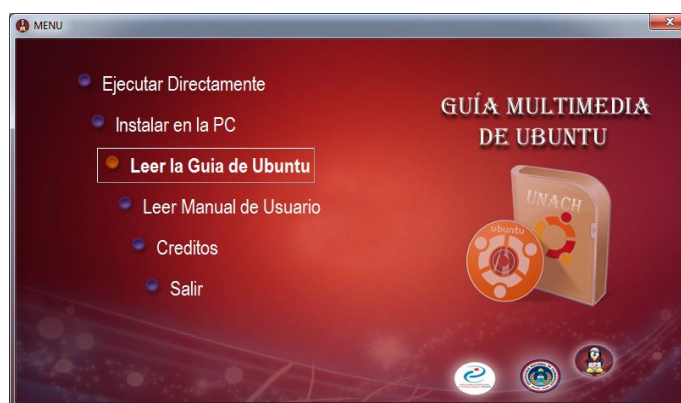 MENU
Ejecutar Directamente
Instalar en la PC
Leer la Guia de Ubuntu
Leer Manual de Usuario
Creditos
Salir
GUÍA MULTIMEDIA
DE UBUNTU
UNACH
ubuntu